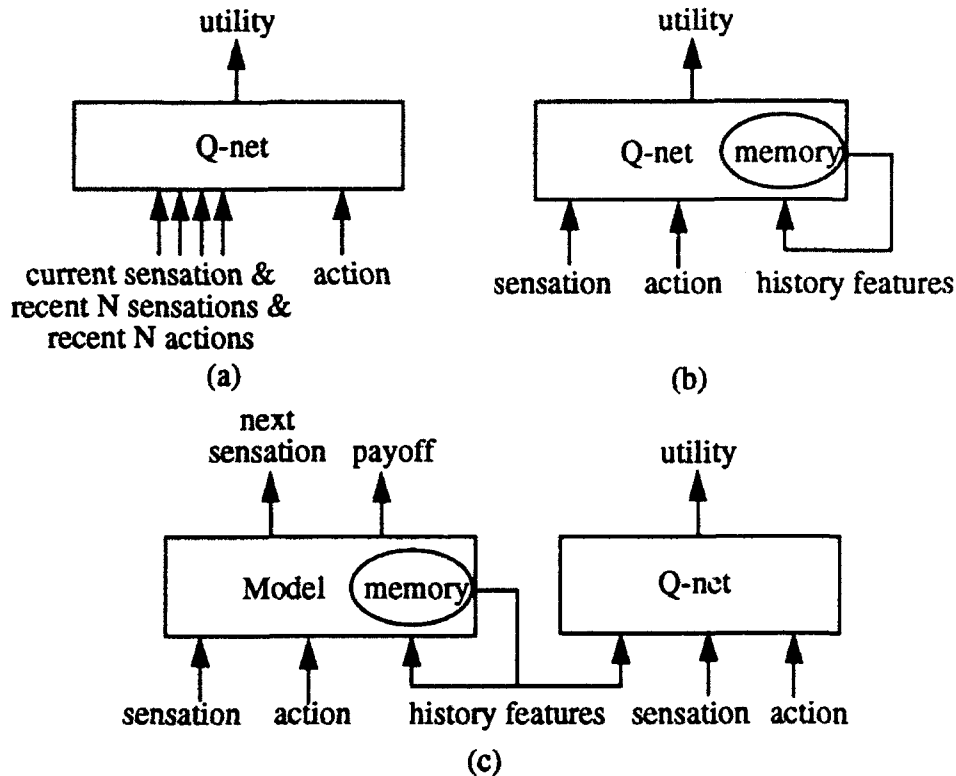 utility
Q-net
current sensation &
recent N sensations &
recent N actions
action
(a)
utility
Q-net
memory
sensation
action
history features
(b)
next
sensation
payoff
Model
memory
sensation
action
history features
utility
Q-net
sensation
action
(c)